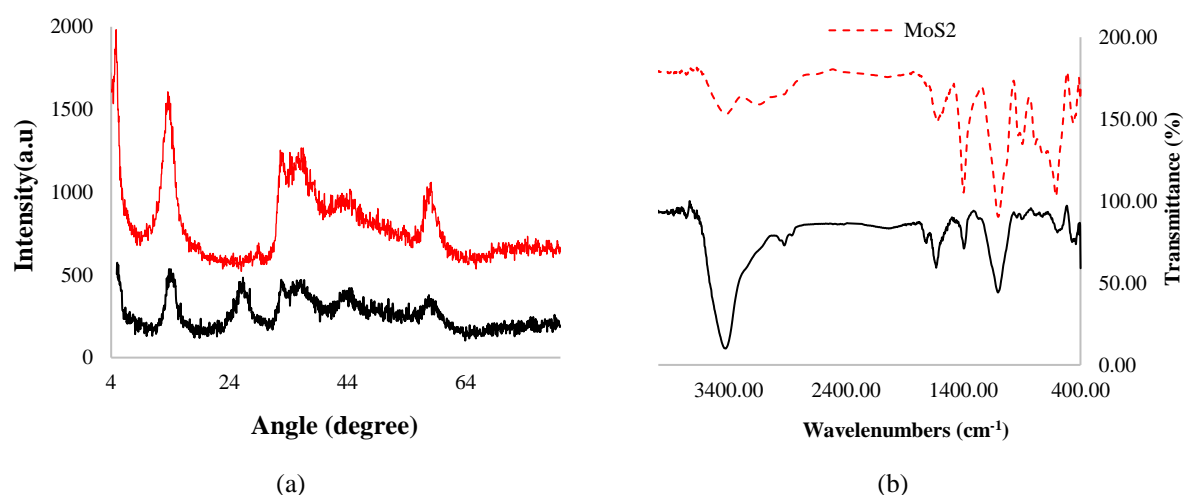 2000
1500
1000
500
0
4
24
44
64
Intensity(a.u)
Angle (degree)
(a)
MoS2
200.00
150.00
100.00
50.00
0.00
3400.00
2400.00
1400.00
400.00
Transmittance (%)
Wavelenumbers (cm⁻¹)
(b)